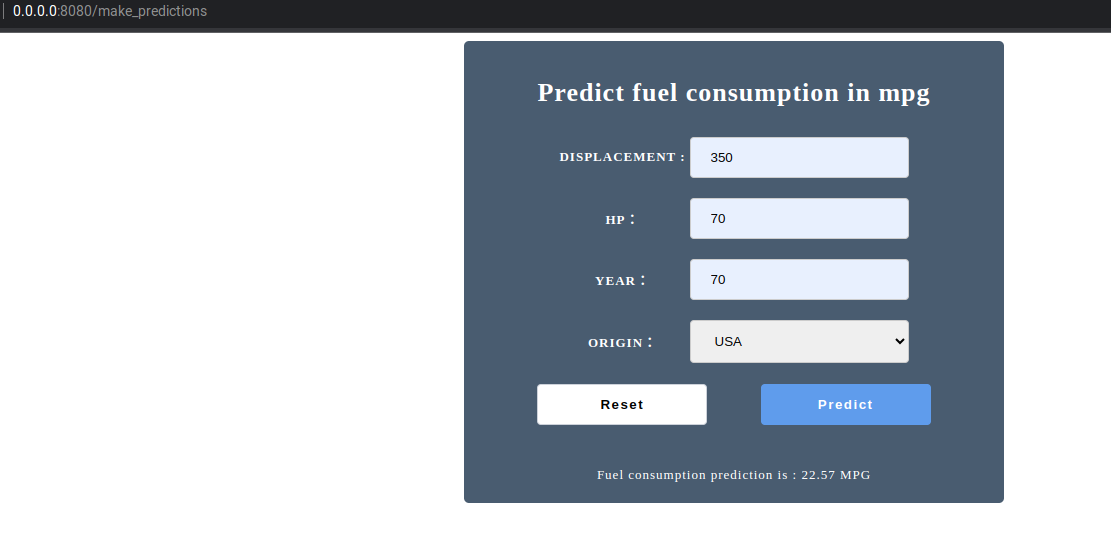 0.0.0.0:8080/make_predictions
Predict fuel consumption in mpg
DISPLACEMENT : 350
HP : 70
YEAR : 70
ORIGIN : USA
Reset Predict
Fuel consumption prediction is : 22.57 MPG